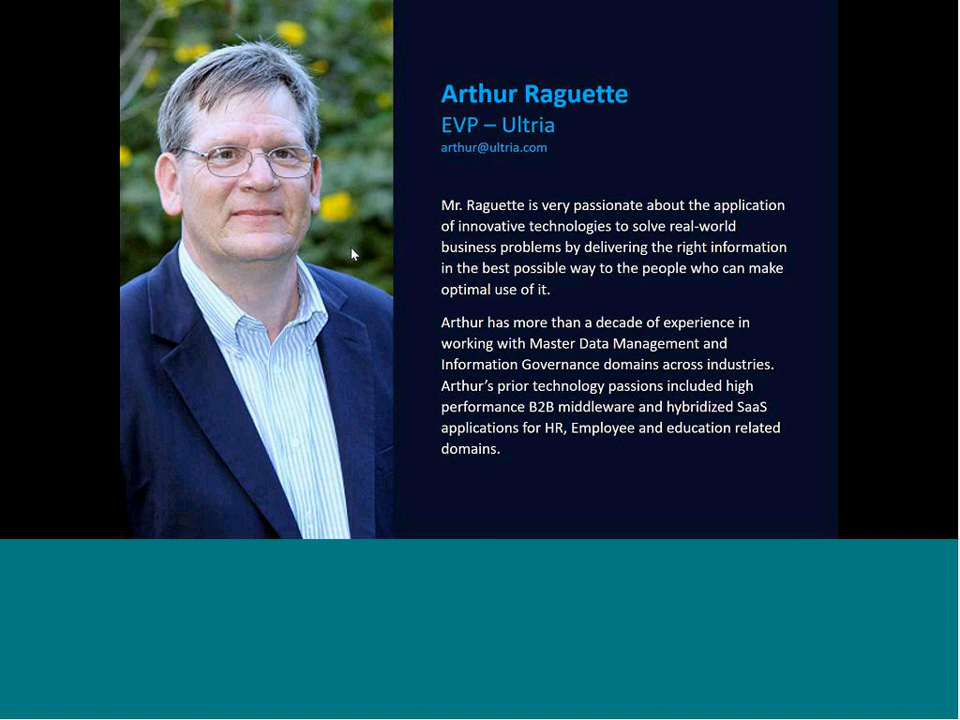 Arthur Raguette
EVP – Ultria
arthur@ultria.com
Mr. Raguette is very passionate about the application
of innovative technologies to solve real-world
business problems by delivering the right information
in the best possible way to the people who can make
optimal use of it.
Arthur has more than a decade of experience in
working with Master Data Management and
Information Governance domains across industries.
Arthur’s prior technology passions included high
performance B2B middleware and hybridized SaaS
applications for HR, Employee and education related
domains.